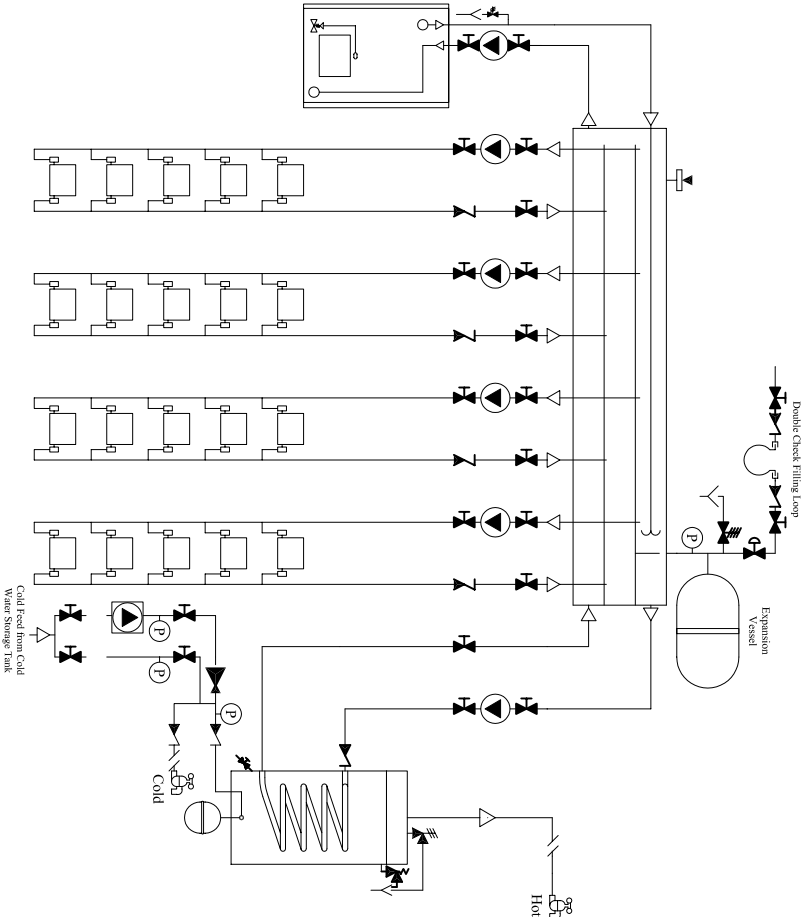 Double Check Filling Loop
P
Expansion
Vessel
Cold Feed from Cold
Water Storage Tank
P
P
P
Cold
Hot